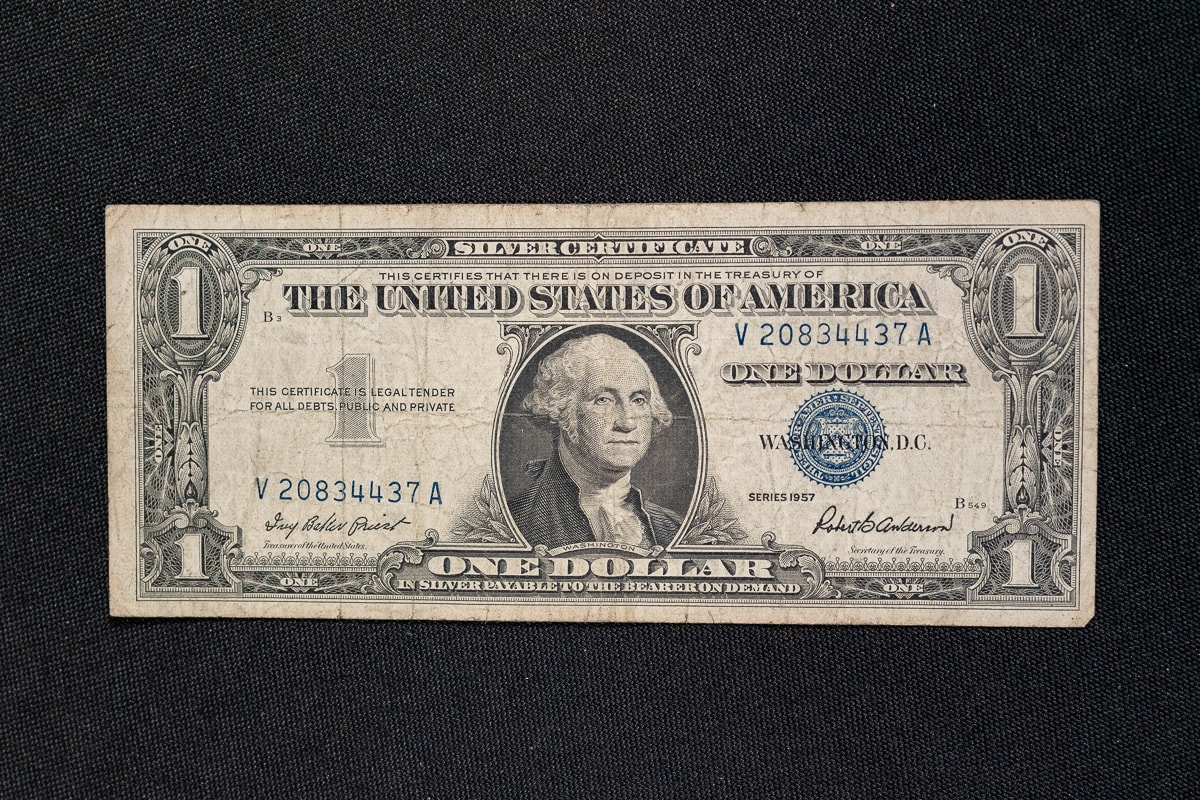 ONE ONE SILVER CERTIFICATE ONE ONE
1 1
THIS CERTIFIES THAT THERE IS ON DEPOSIT IN THE TREASURY OF
THE UNITED STATES OF AMERICA
B 3
V 20834437 A
ONE DOLLAR
1
THIS CERTIFICATE IS LEGAL TENDER
FOR ALL DEBTS, PUBLIC AND PRIVATE
WASHINGTON, D.C.
ONE ONE
V 20834437 A
SERIES 1957
B 549
Ivy Baker Priest
Robert B. Anderson
Treasurer of the United States.
Secretary of the Treasury.
WASHINGTON
1 1
ONE DOLLAR
ONE ONE
IN SILVER PAYABLE TO THE BEARER ON DEMAND